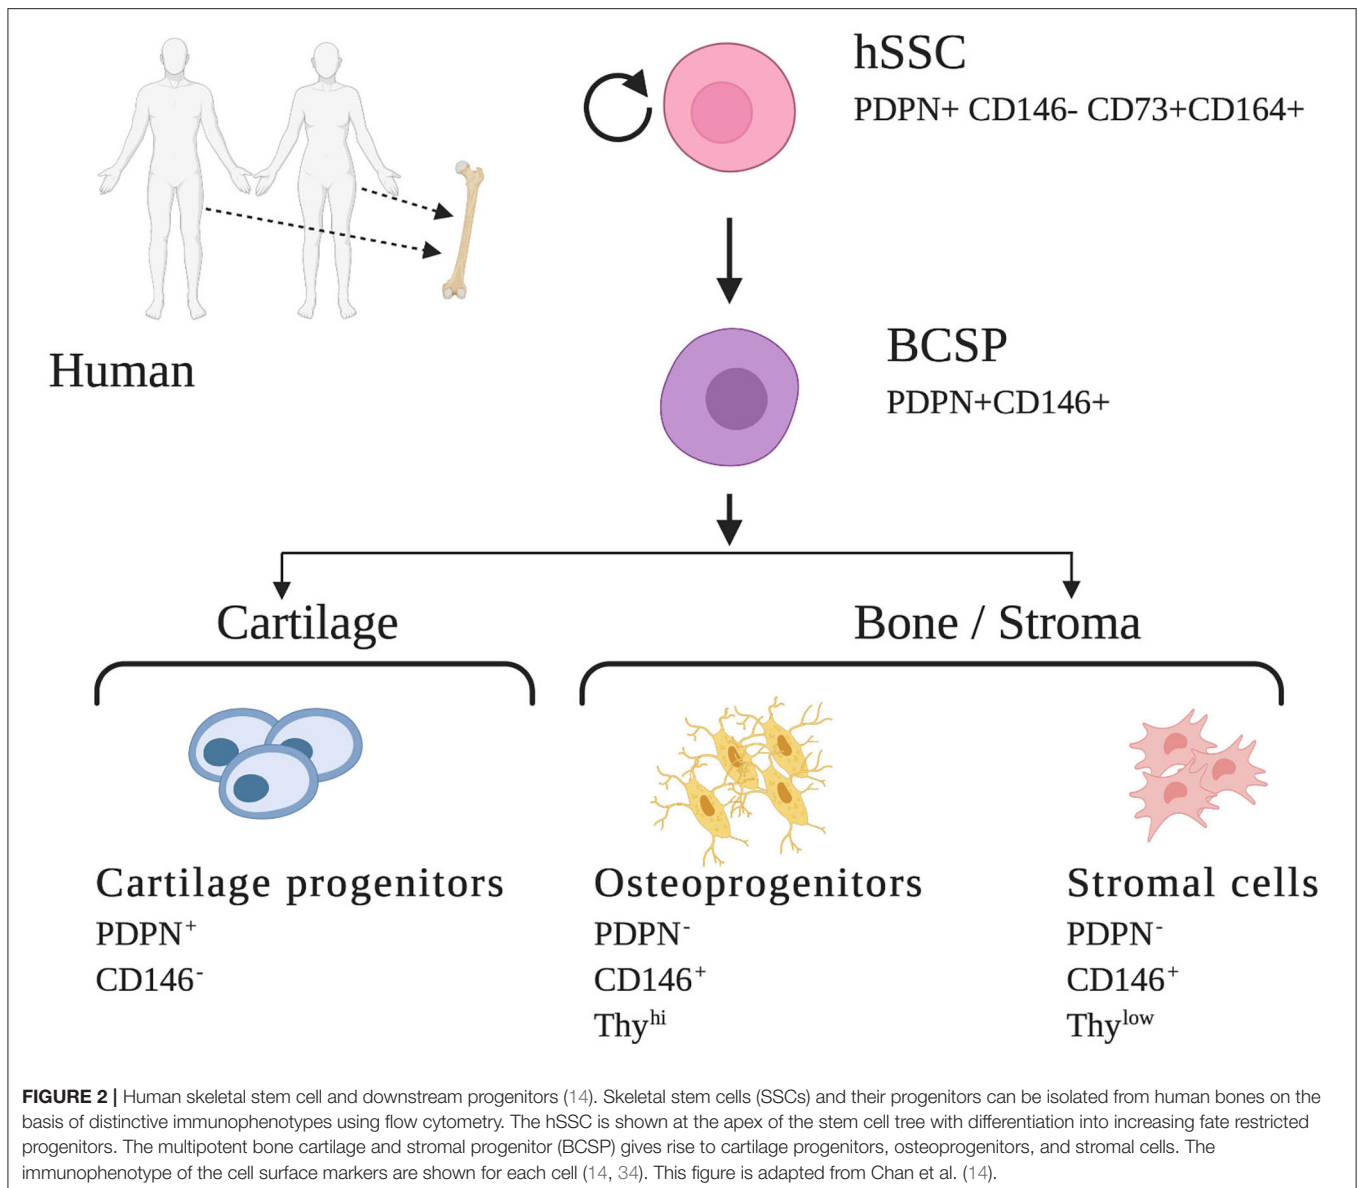 hSSC
PDPN+ CD146- CD73+CD164+
Human
BCSP
PDPN+CD146+
Cartilage
Bone / Stroma
Cartilage progenitors
PDPN⁺
CD146⁻
Osteoprogenitors
PDPN⁻
CD146⁺
Thyʰⁱ
Stromal cells
PDPN⁻
CD146⁺
Thyˡᵒʷ
FIGURE 2 | Human skeletal stem cell and downstream progenitors (14). Skeletal stem cells (SSCs) and their progenitors can be isolated from human bones on the
basis of distinctive immunophenotypes using flow cytometry. The hSSC is shown at the apex of the stem cell tree with differentiation into increasing fate restricted
progenitors. The multipotent bone cartilage and stromal progenitor (BCSP) gives rise to cartilage progenitors, osteoprogenitors, and stromal cells. The
immunophenotype of the cell surface markers are shown for each cell (14, 34). This figure is adapted from Chan et al. (14).